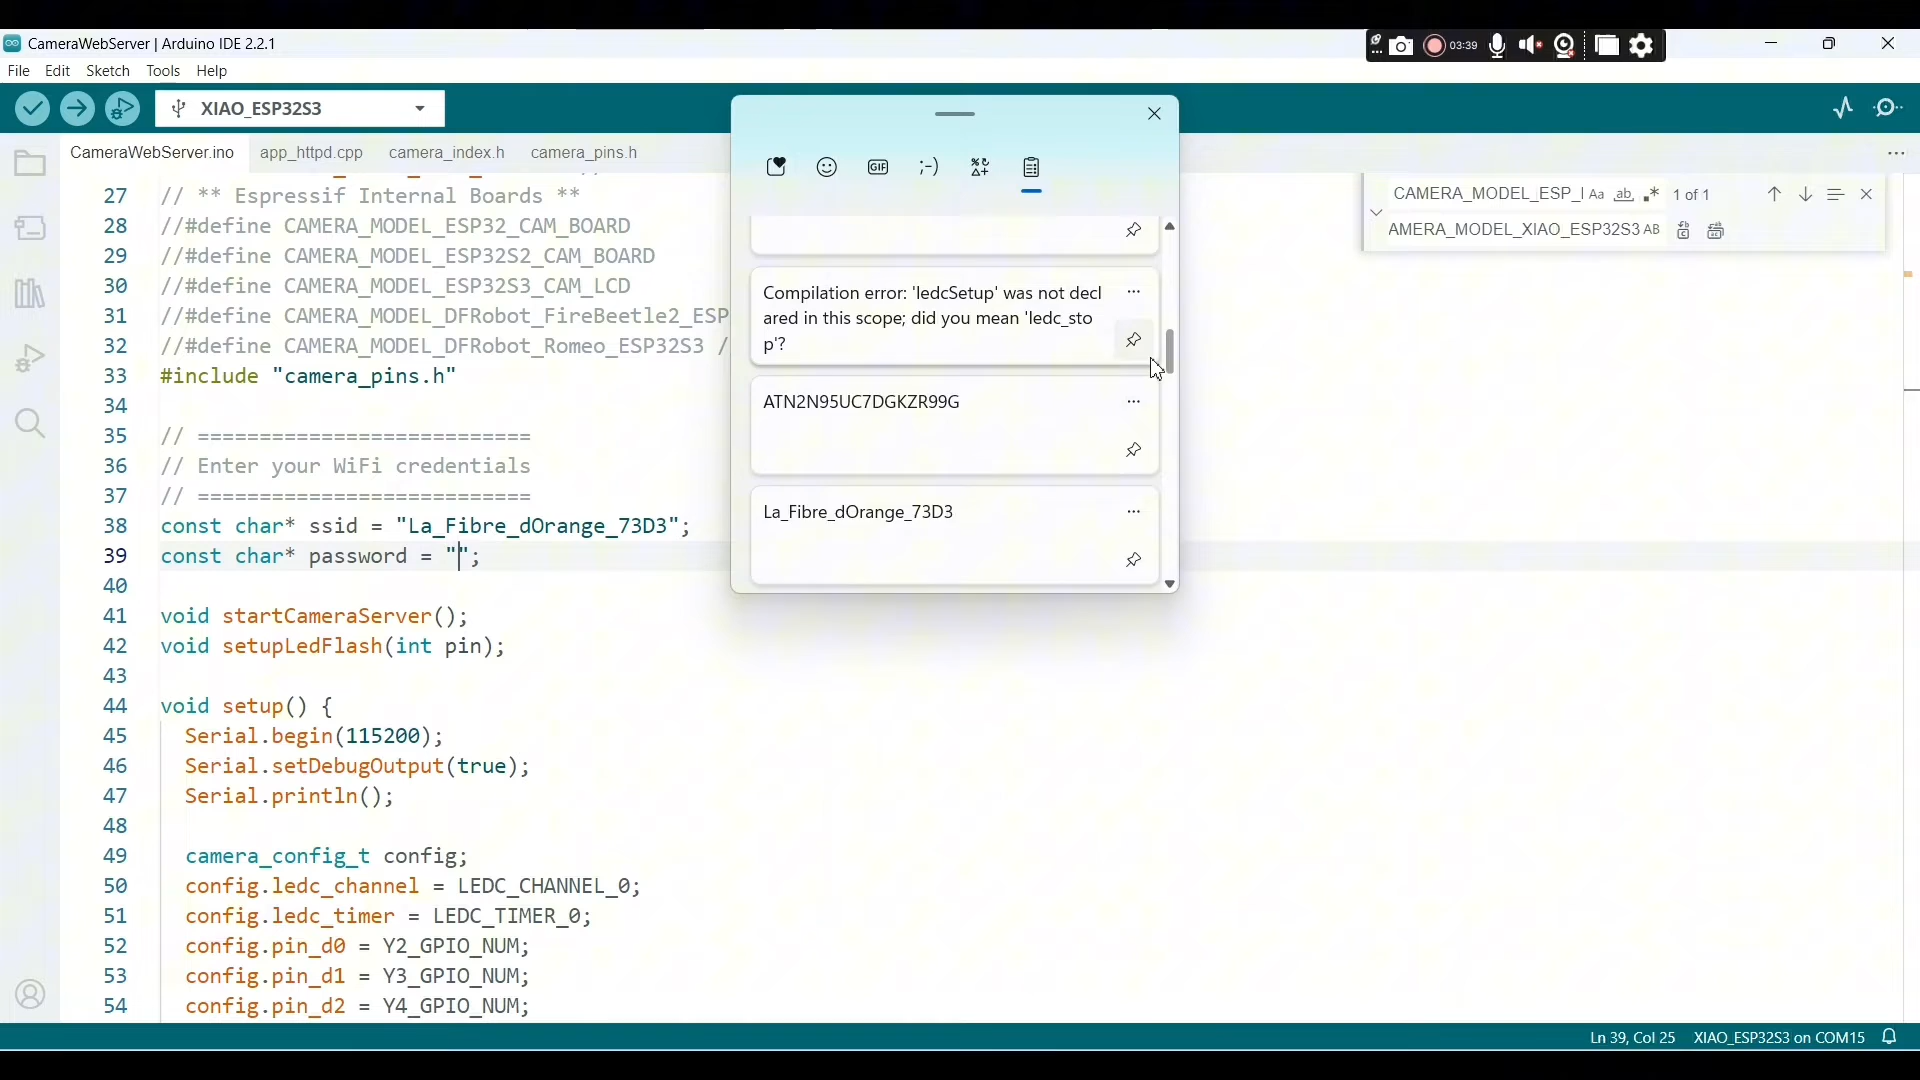 CameraWebServer | Arduino IDE 2.2.1
03:39
File Edit Sketch Tools Help
XIAO_ESP32S3
CameraWebServer.ino app_httpd.cpp camera_index.h camera_pins.h
27 // ** Espressif Internal Boards **
28 //#define CAMERA_MODEL_ESP32_CAM_BOARD
29 //#define CAMERA_MODEL_ESP32S2_CAM_BOARD
30 //#define CAMERA_MODEL_ESP32S3_CAM_LCD
31 //#define CAMERA_MODEL_DFRobot_FireBeetle2_ESP
32 //#define CAMERA_MODEL_DFRobot_Romeo_ESP32S3 /
33 #include "camera_pins.h"
34
35 // ===========================
36 // Enter your WiFi credentials
37 // ===========================
38 const char* ssid = "La_Fibre_dOrange_73D3";
39 const char* password = "";
40
41 void startCameraServer();
42 void setupLedFlash(int pin);
43
44 void setup() {
45 Serial.begin(115200);
46 Serial.setDebugOutput(true);
47 Serial.println();
48
49 camera_config_t config;
50 config.ledc_channel = LEDC_CHANNEL_0;
51 config.ledc_timer = LEDC_TIMER_0;
52 config.pin_d0 = Y2_GPIO_NUM;
53 config.pin_d1 = Y3_GPIO_NUM;
54 config.pin_d2 = Y4_GPIO_NUM;
GIF ;-)
Compilation error: 'ledcSetup' was not decl
ared in this scope; did you mean 'ledc_sto
p'?
ATN2N95UC7DGKZR99G
La_Fibre_dOrange_73D3
CAMERA_MODEL_ESP_I Aa ab .* 1 of 1
AMERA_MODEL_XIAO_ESP32S3 AB
Ln 39, Col 25 XIAO_ESP32S3 on COM15